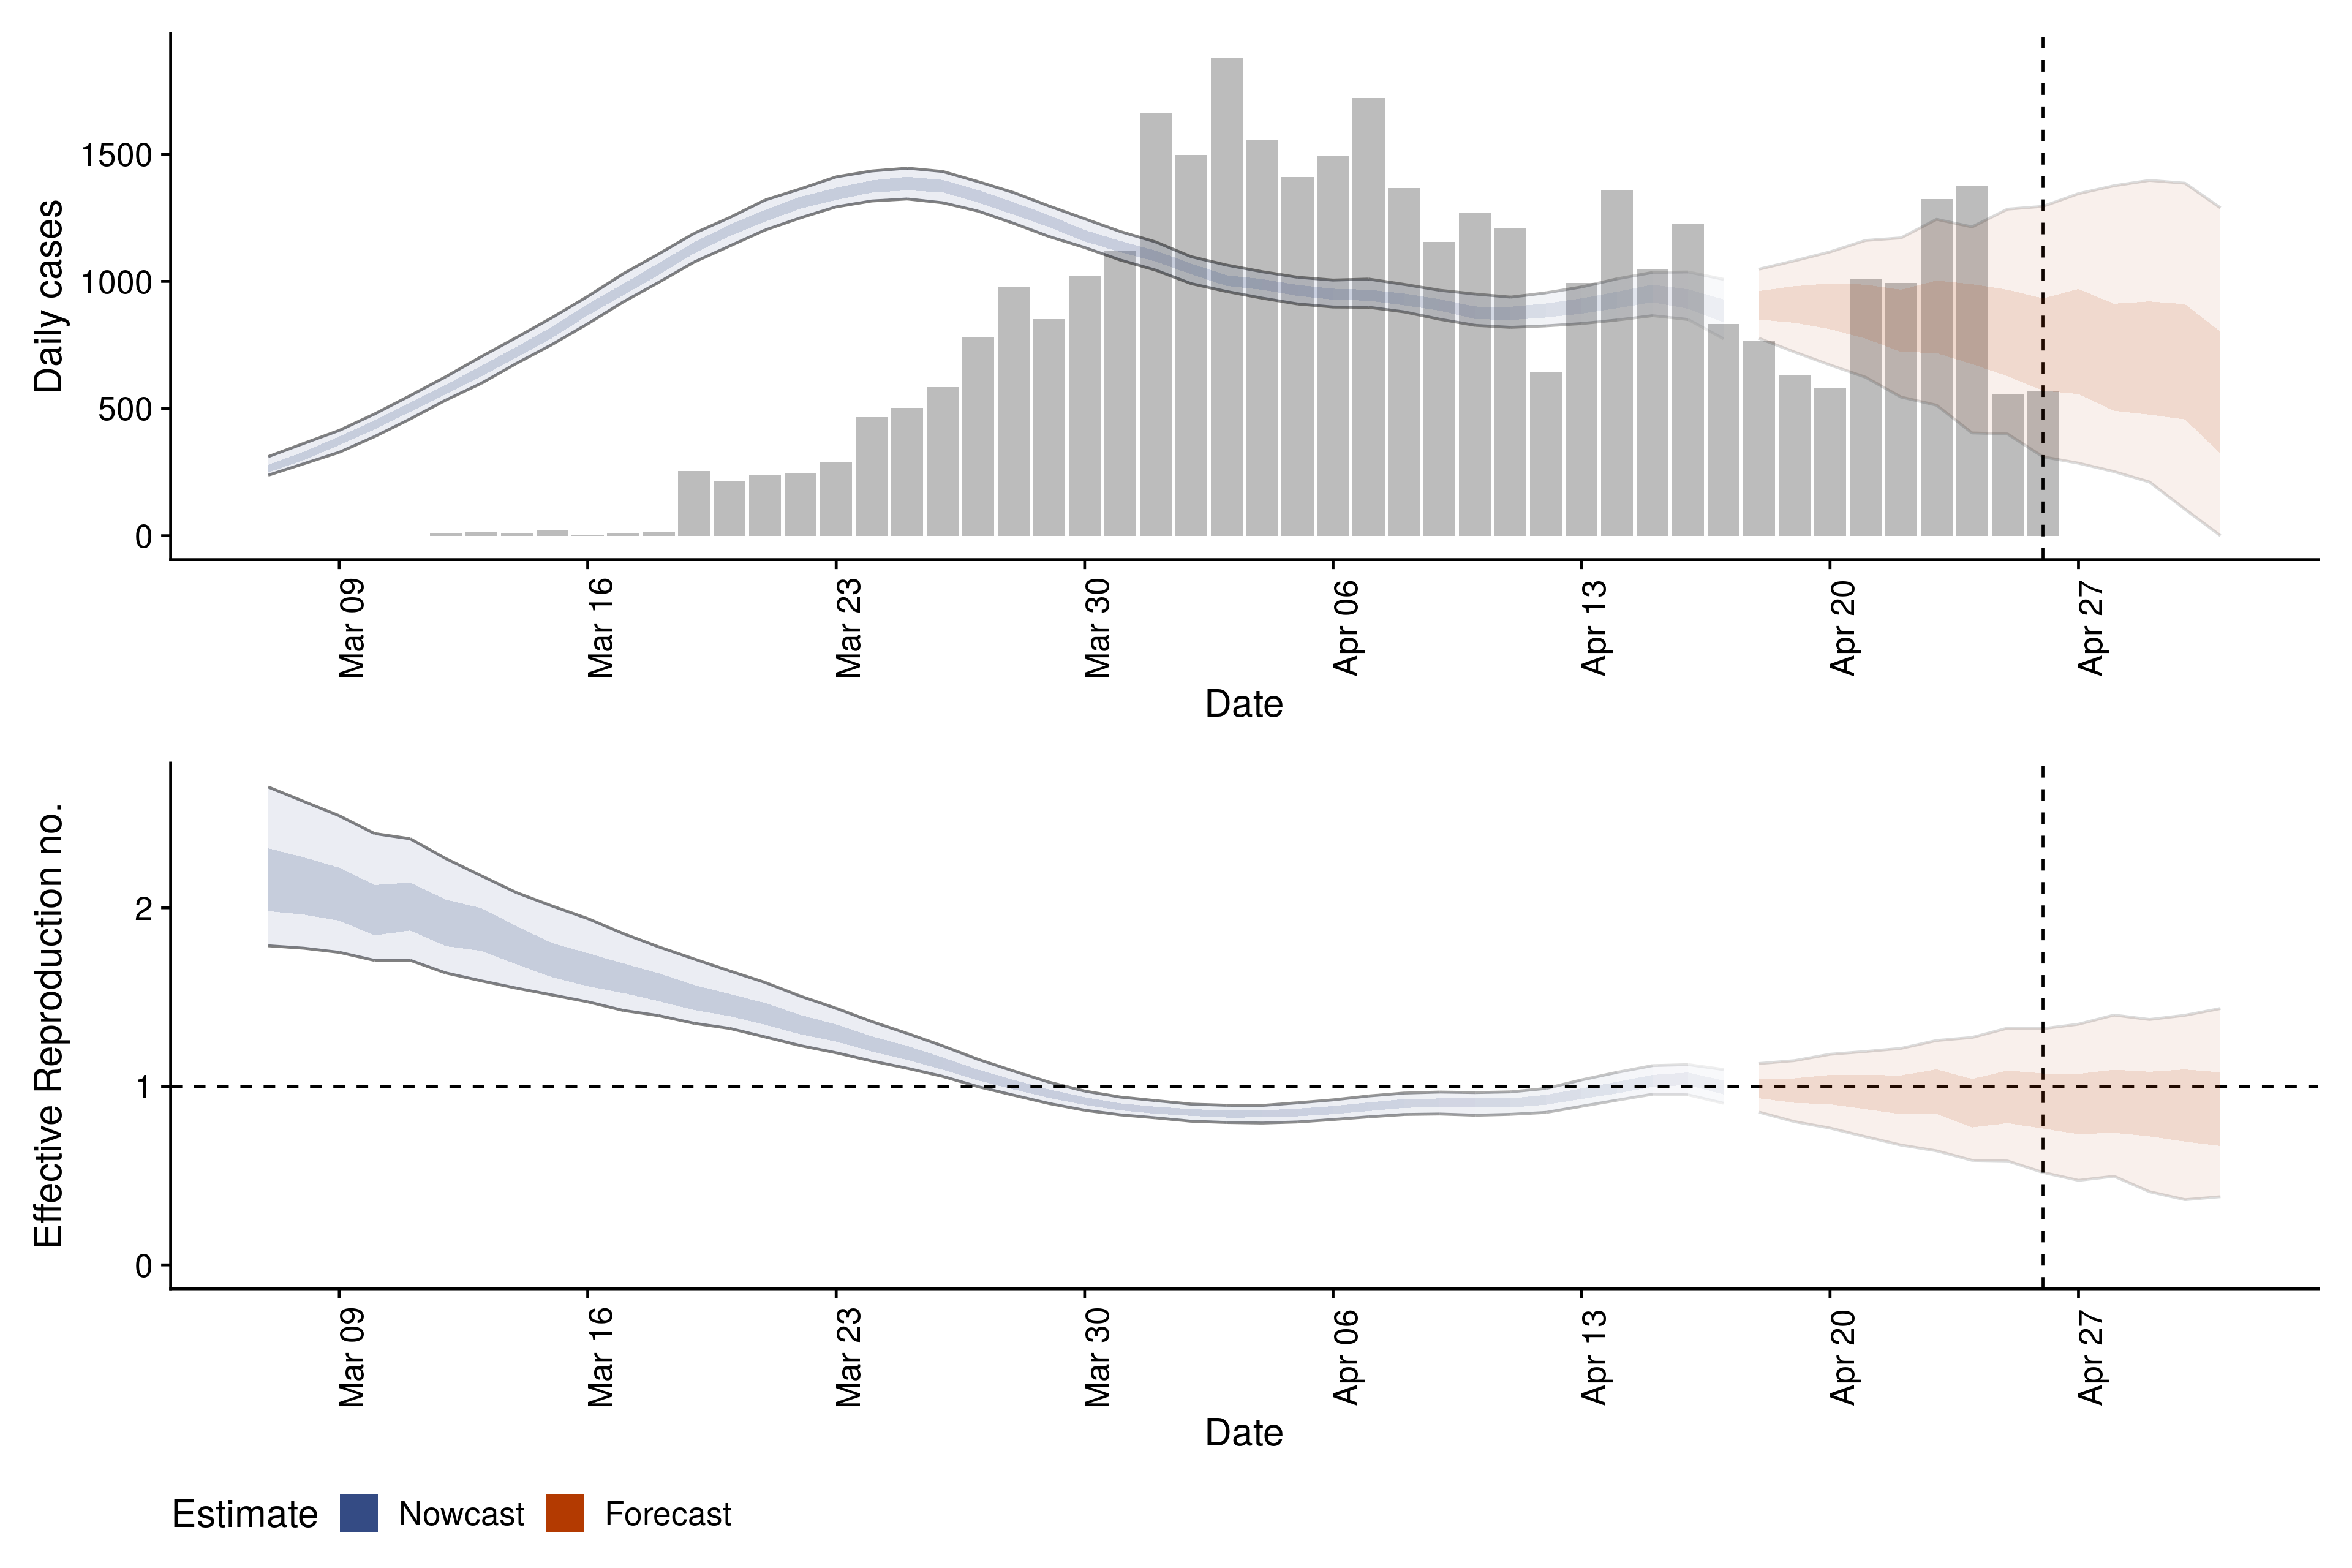 Daily cases
1500
1000
500
0
Mar 09
Mar 16
Mar 23
Mar 30
Apr 06
Apr 13
Apr 20
Apr 27
Date
Effective Reproduction no.
2
1
0
Mar 09
Mar 16
Mar 23
Mar 30
Apr 06
Apr 13
Apr 20
Apr 27
Date
Estimate Nowcast Forecast